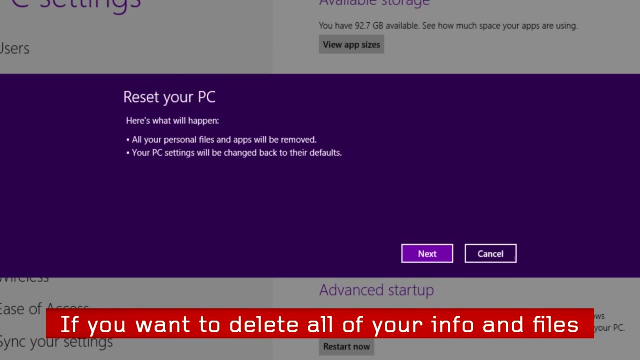 PC settings
Available storage
You have 92.7 GB available. See how much space your apps are using.
Users
View app sizes
Reset your PC
Here's what will happen:
• All your personal files and apps will be removed.
• Your PC settings will be changed back to their defaults.
Next
Cancel
Wireless
Advanced startup
Ease of Access
If you want to delete all of your info and files
your PC.
Sync your settings
Restart now